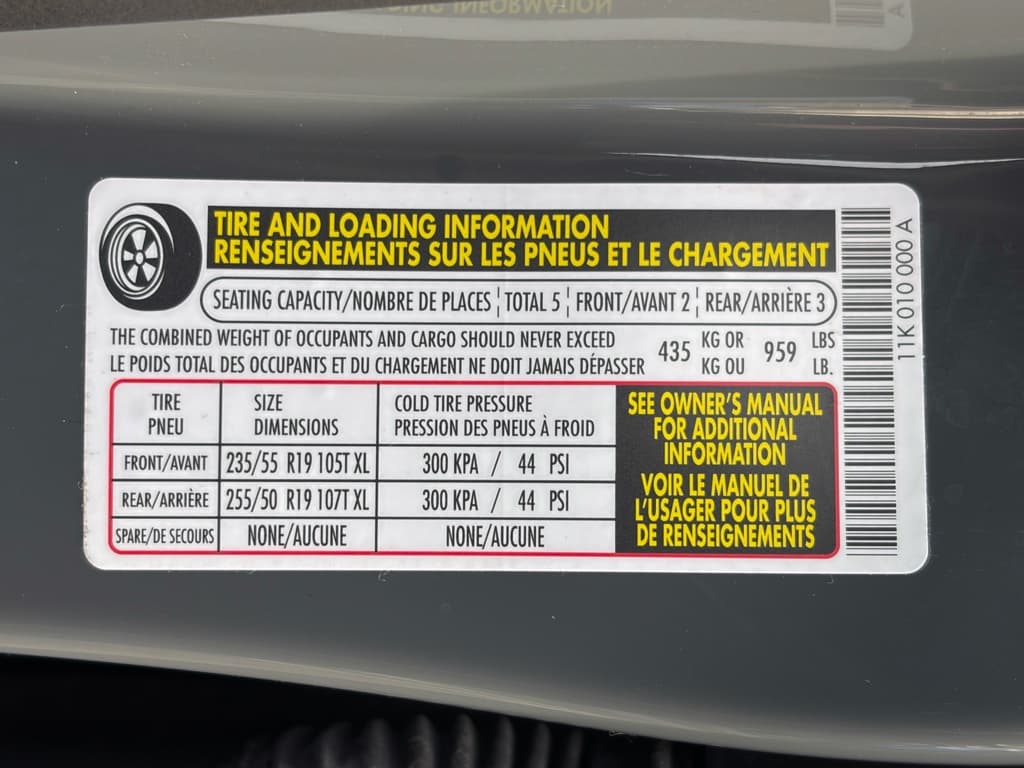 TIRE AND LOADING INFORMATION
RENSEIGNEMENTS SUR LES PNEUS ET LE CHARGEMENT
SEATING CAPACITY/NOMBRE DE PLACES TOTAL 5 FRONT/AVANT 2 REAR/ARRIÈRE 3
THE COMBINED WEIGHT OF OCCUPANTS AND CARGO SHOULD NEVER EXCEED 435 KG OR 959 LBS
LE POIDS TOTAL DES OCCUPANTS ET DU CHARGEMENT NE DOIT JAMAIS DÉPASSER KG OU LB.
TIRE SIZE COLD TIRE PRESSURE
PNEU DIMENSIONS PRESSION DES PNEUS À FROID
FRONT/AVANT 235/55 R19 105T XL 300 KPA / 44 PSI
REAR/ARRIÈRE 255/50 R19 107T XL 300 KPA / 44 PSI
SPARE/DE SECOURS NONE/AUCUNE NONE/AUCUNE
SEE OWNER'S MANUAL
FOR ADDITIONAL
INFORMATION
VOIR LE MANUEL DE
L'USAGER POUR PLUS
DE RENSEIGNEMENTS
11K 010 000 A